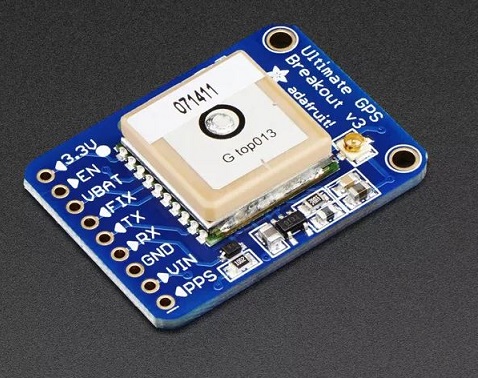 Ultimate GPS
Breakout v3
adafruit!
071411
G top013
3.3V
EN
VBAT
FIX
TX
RX
GND
VIN
PPS